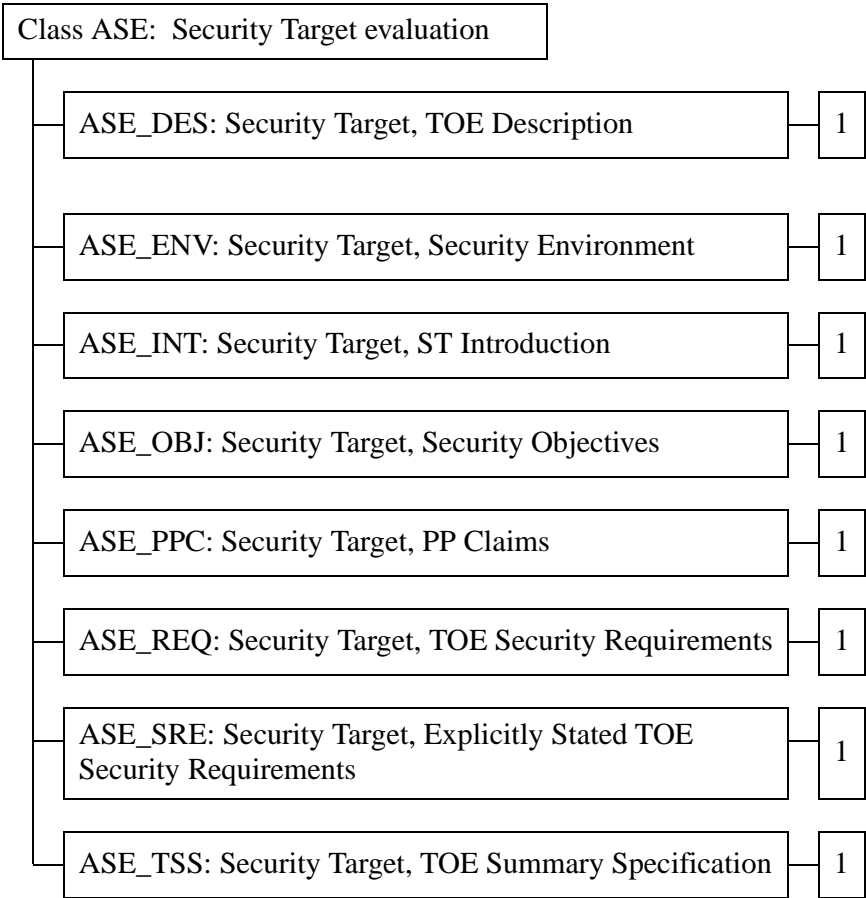 Class ASE: Security Target evaluation
ASE_DES: Security Target, TOE Description 1
ASE_ENV: Security Target, Security Environment 1
ASE_INT: Security Target, ST Introduction 1
ASE_OBJ: Security Target, Security Objectives 1
ASE_PPC: Security Target, PP Claims 1
ASE_REQ: Security Target, TOE Security Requirements 1
ASE_SRE: Security Target, Explicitly Stated TOE
Security Requirements 1
ASE_TSS: Security Target, TOE Summary Specification 1